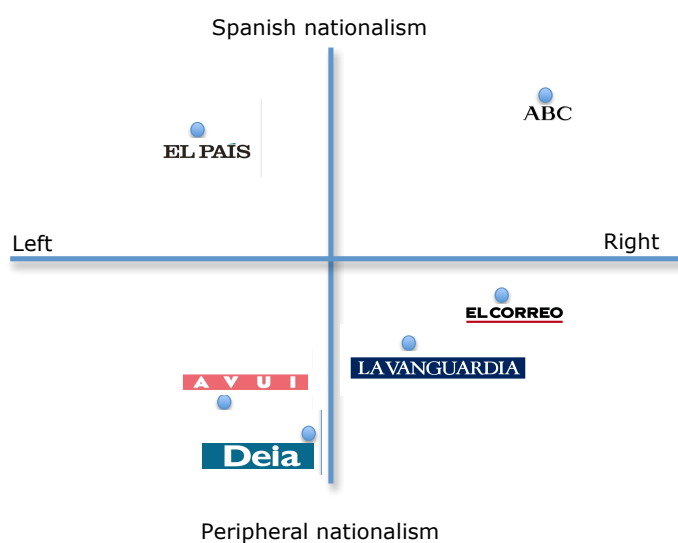 Spanish nationalism
ABC
EL PAÍS
Left
Right
EL CORREO
LA VANGUARDIA
AVUI
Deia
Peripheral nationalism